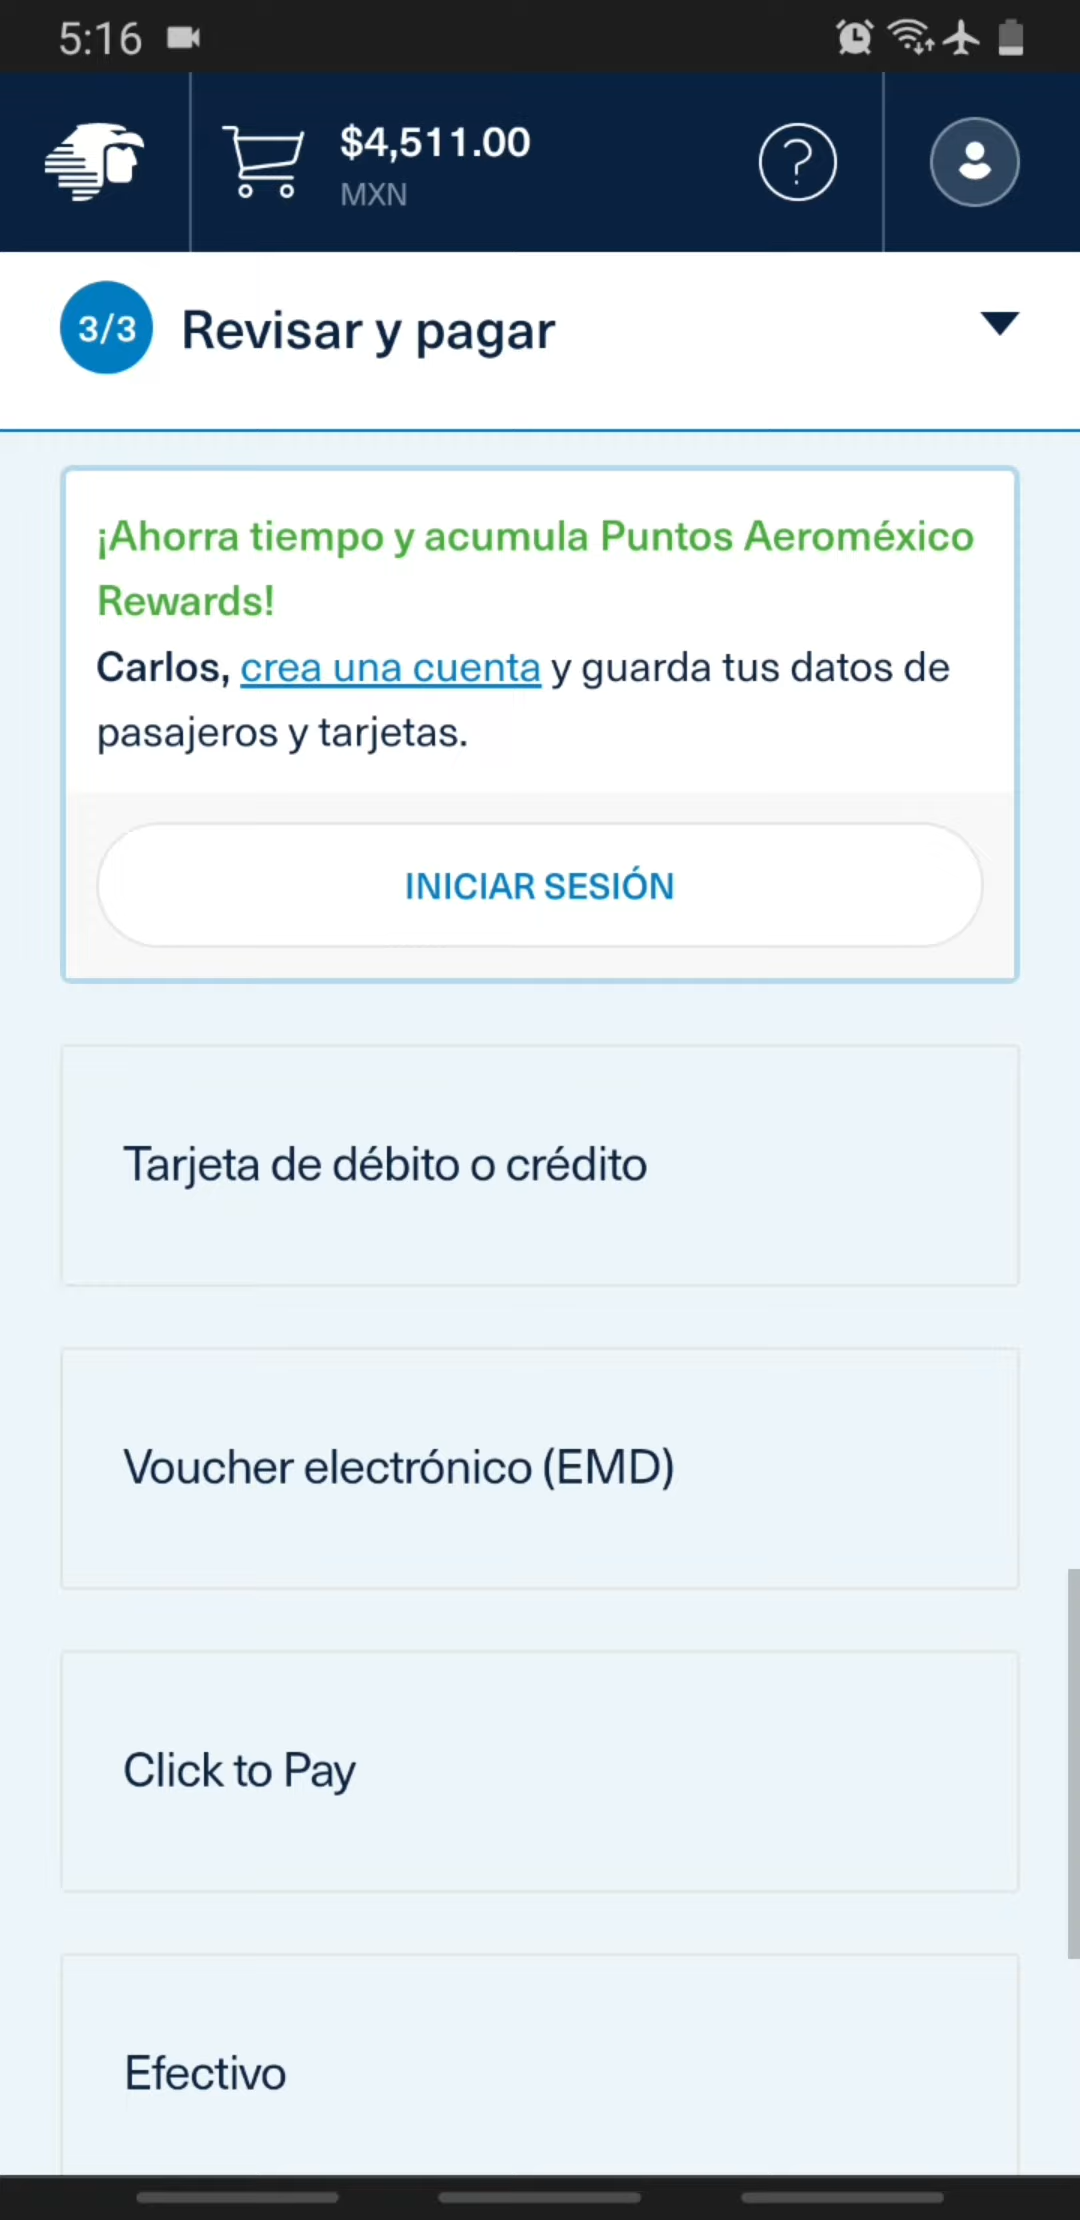 5:16
$4,511.00
MXN
?
3/3 Revisar y pagar
¡Ahorra tiempo y acumula Puntos Aeroméxico
Rewards!
Carlos, crea una cuenta y guarda tus datos de
pasajeros y tarjetas.
INICIAR SESIÓN
Tarjeta de débito o crédito
Voucher electrónico (EMD)
Click to Pay
Efectivo